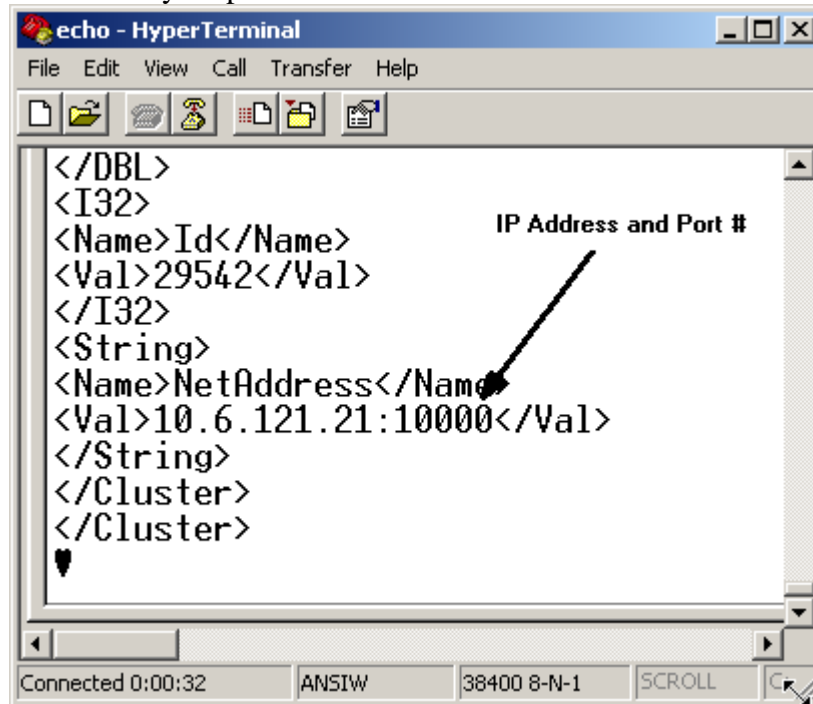 echo - HyperTerminal
File Edit View Call Transfer Help
</DBL>
<I32>
<Name>Id</Name>
<Val>29542</Val>
</I32>
<String>
<Name>NetAddress</Name>
<Val>10.6.121.21:10000</Val>
</String>
</Cluster>
</Cluster>
IP Address and Port #
Connected 0:00:32 ANSIW 38400 8-N-1 SCROLL